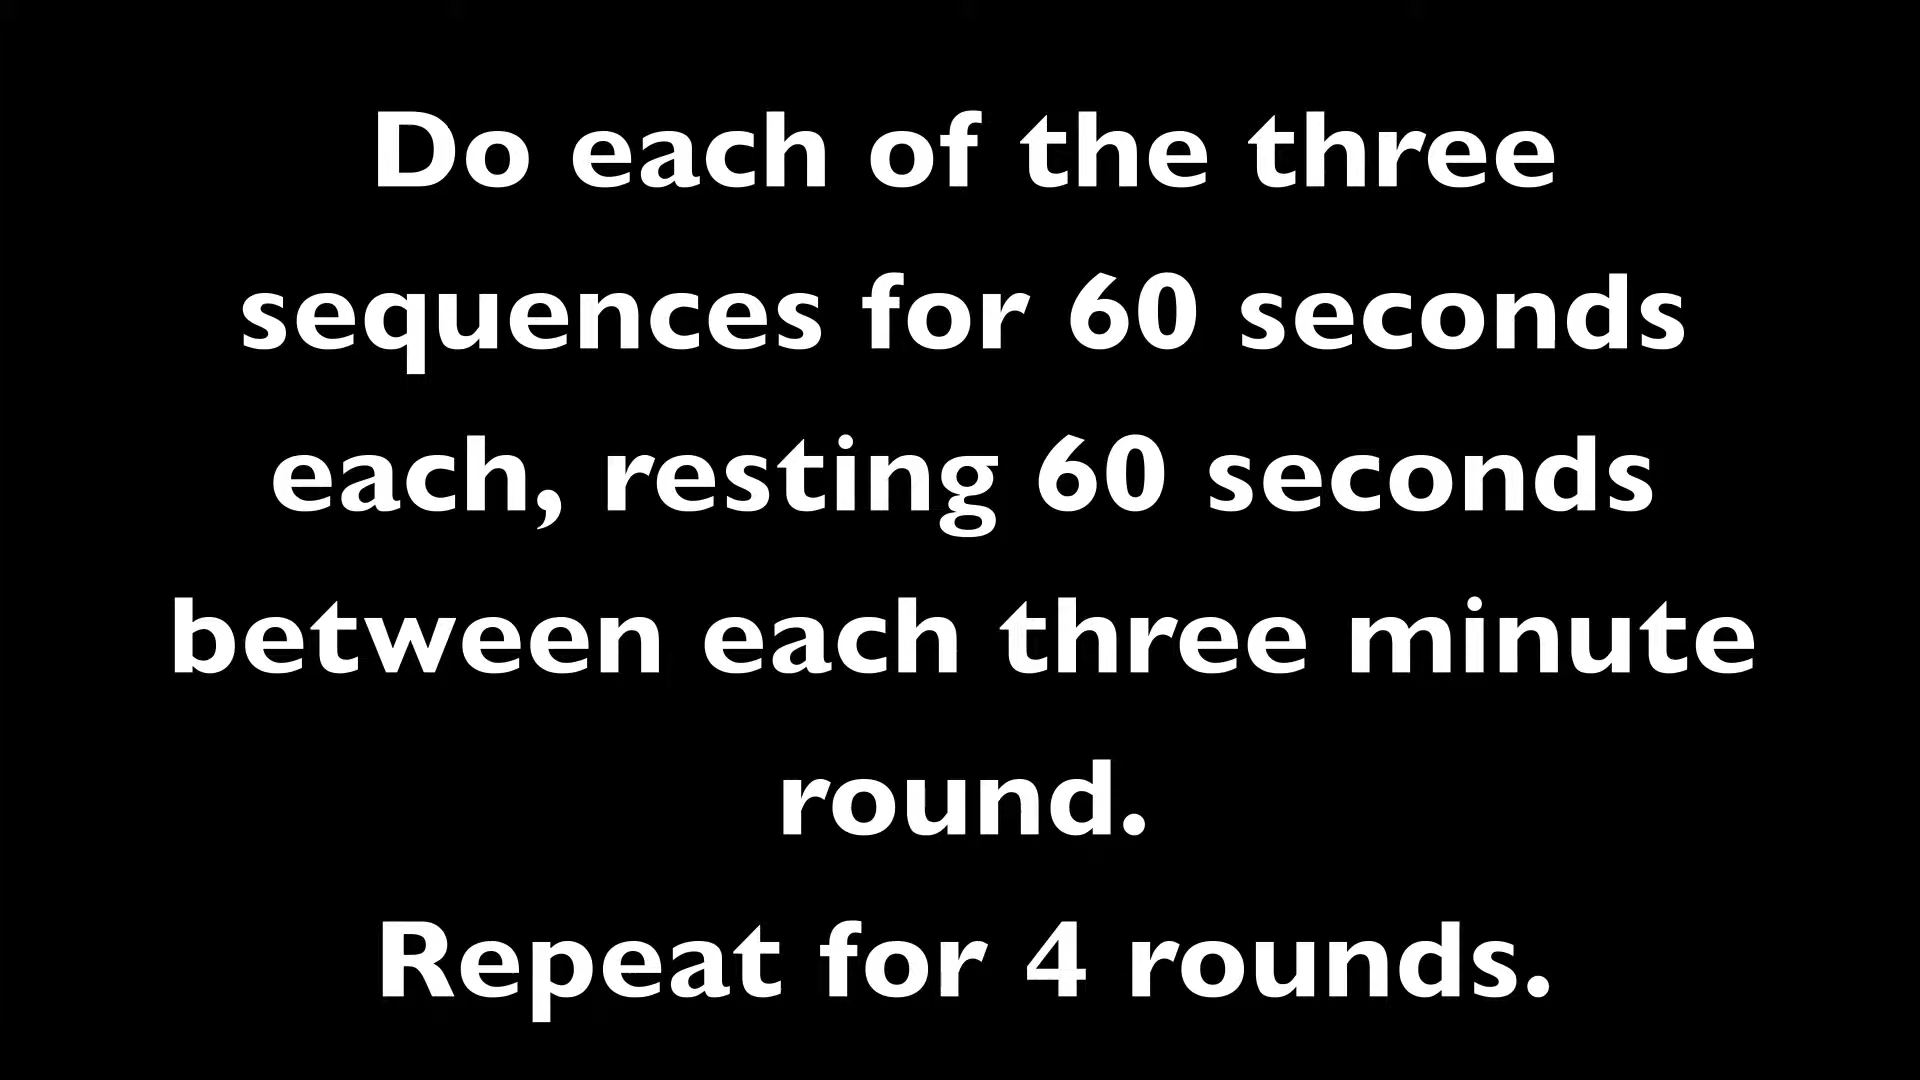 Do each of the three
sequences for 60 seconds
each, resting 60 seconds
between each three minute
round.
Repeat for 4 rounds.